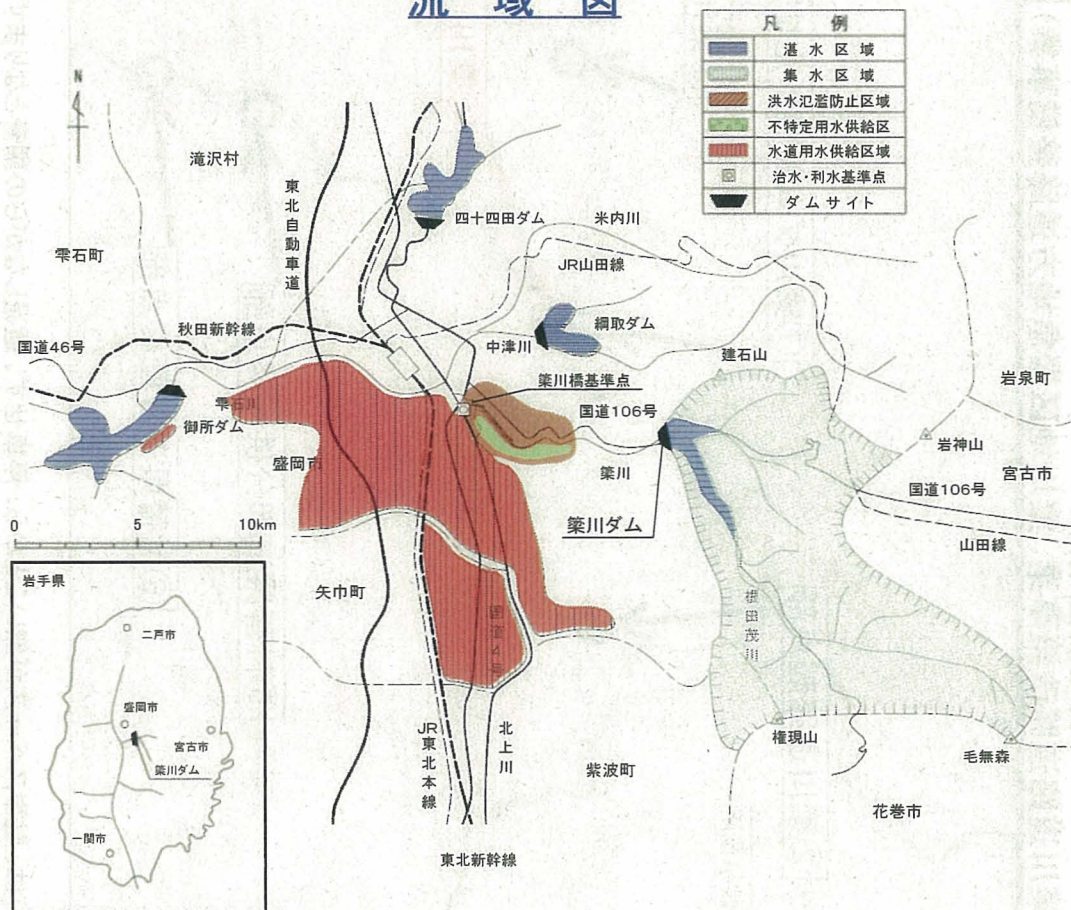 流域図
凡例
湛水区域
集水区域
洪水氾濫防止区域
不特定用水供給区
水道用水供給区域
治水・利水基準点
ダムサイト
N
滝沢村
東北自動車道
四十四田ダム
米内川
雫石町
JR山田線
秋田新幹線
綱取ダム
国道46号
中津川
建石山
簗川橋基準点
岩泉町
雫石川
国道106号
御所ダム
岩神山
盛岡市
宮古市
簗川
国道106号
0 5 10km
簗川ダム
山田線
岩手県
矢巾町
根田茂川
二戸市
国道4号
盛岡市
宮古市
簗川ダム
JR東北本線
北上川
権現山
毛無森
紫波町
花巻市
一関市
東北新幹線